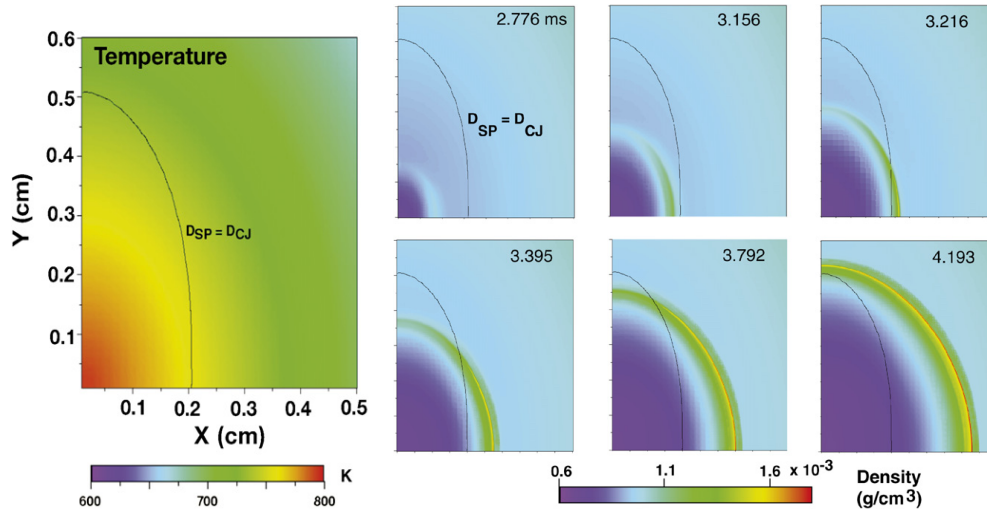 Temperature
0.6
0.5
0.4
0.3
0.2
0.1
Y (cm)
DSP = DCJ
0.1 0.2 0.3 0.4 0.5
X (cm)
K
600 700 800
2.776 ms
DSP = DCJ
3.156
3.216
3.395
3.792
4.193
0.6 1.1 1.6 x 10-3
Density
(g/cm3)